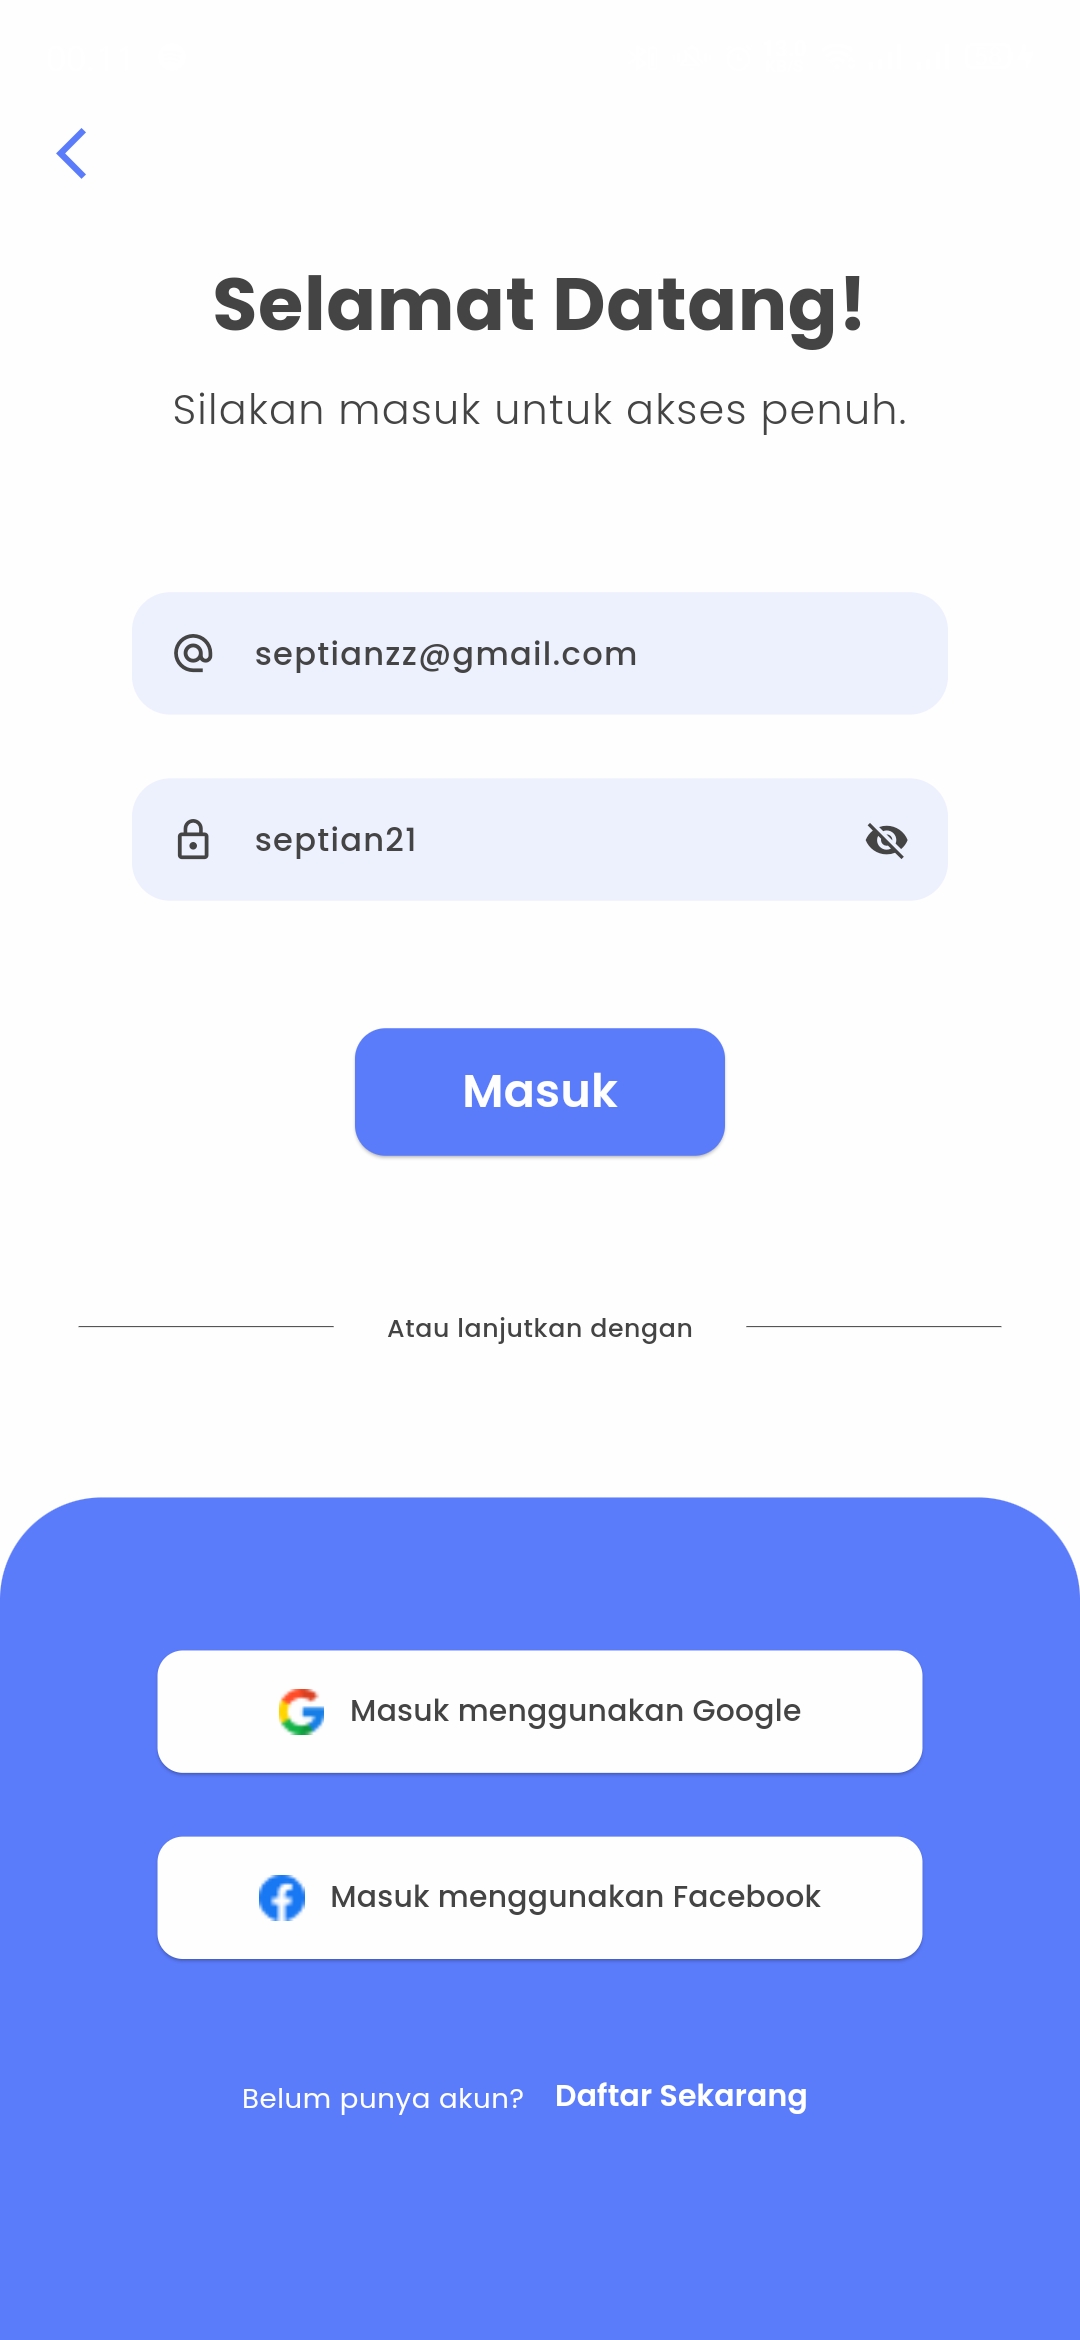 Selamat Datang!
Silakan masuk untuk akses penuh.
septianzz@gmail.com
septian21
Masuk
Atau lanjutkan dengan
Masuk menggunakan Google
Masuk menggunakan Facebook
Belum punya akun? Daftar Sekarang